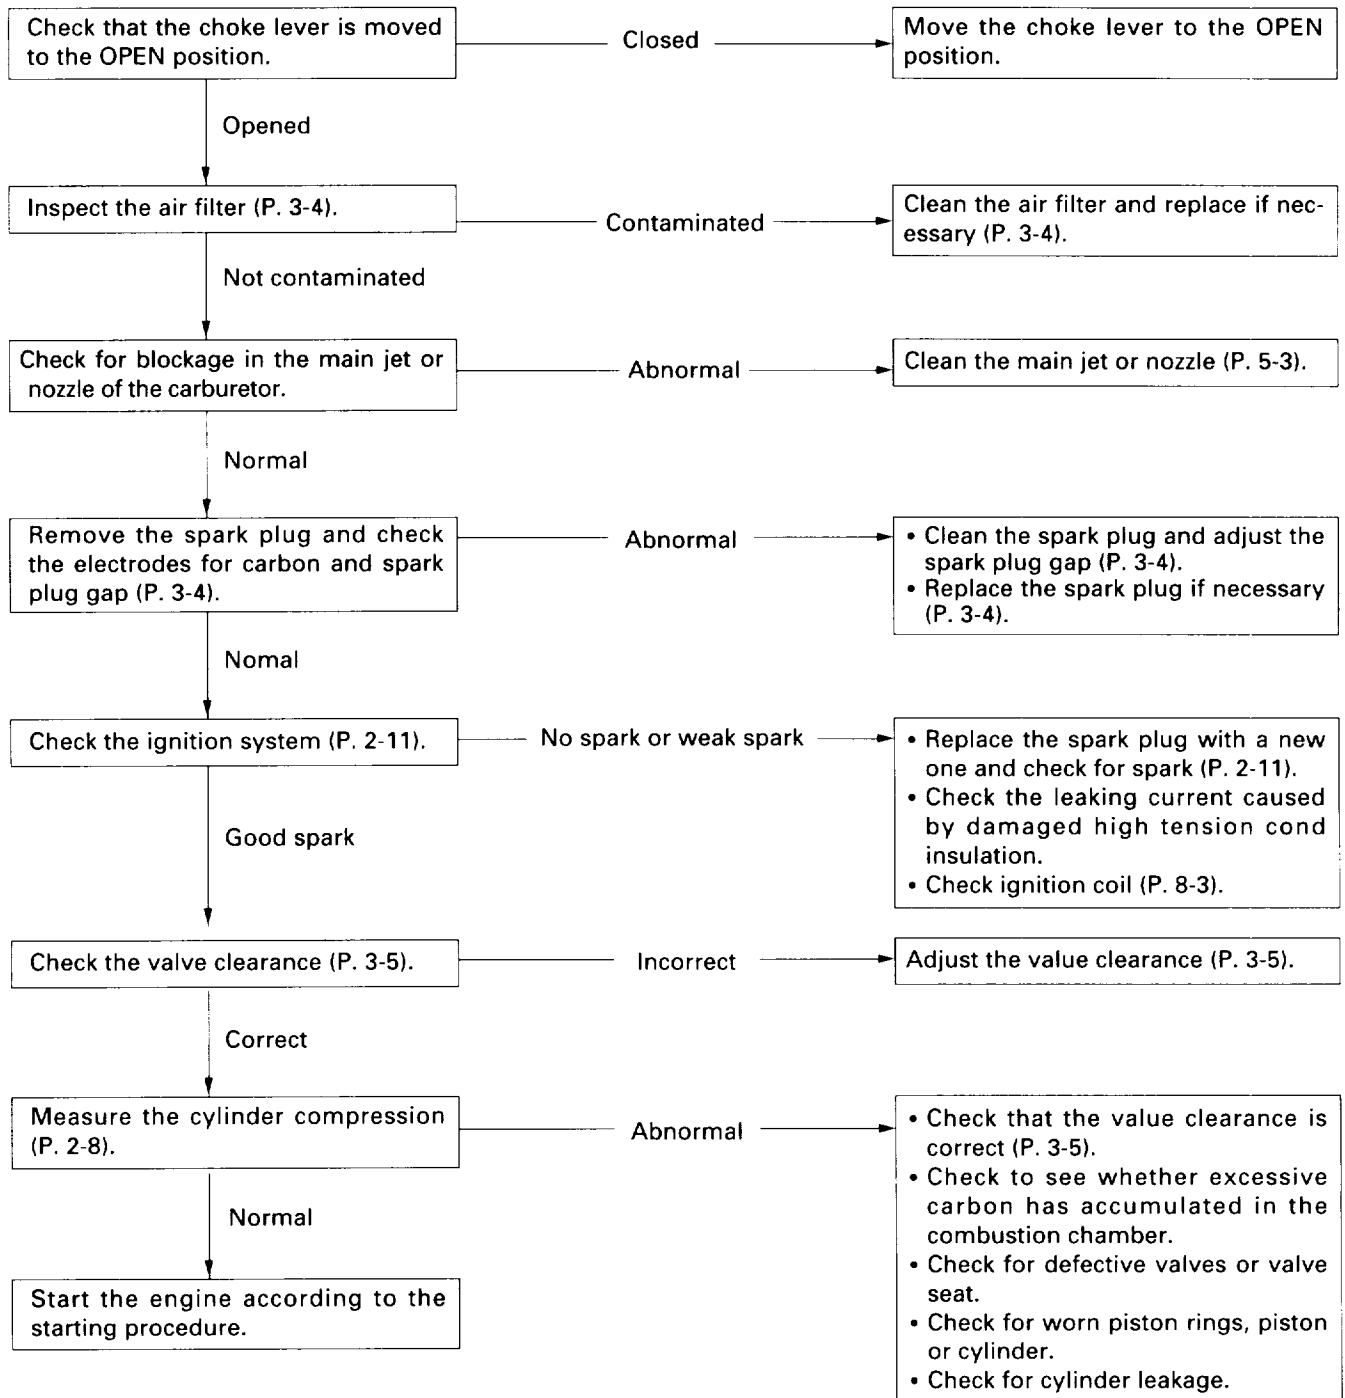 Check that the choke lever is moved
to the OPEN position.
Closed
Move the choke lever to the OPEN
position.
Opened
Inspect the air filter (P. 3-4).
Contaminated
Clean the air filter and replace if nec-
essary (P. 3-4).
Not contaminated
Check for blockage in the main jet or
nozzle of the carburetor.
Abnormal
Clean the main jet or nozzle (P. 5-3).
Normal
Remove the spark plug and check
the electrodes for carbon and spark
plug gap (P. 3-4).
Abnormal
• Clean the spark plug and adjust the
spark plug gap (P. 3-4).
• Replace the spark plug if necessary
(P. 3-4).
Nomal
Check the ignition system (P. 2-11).
No spark or weak spark
• Replace the spark plug with a new
one and check for spark (P. 2-11).
• Check the leaking current caused
by damaged high tension cond
insulation.
• Check ignition coil (P. 8-3).
Good spark
Check the valve clearance (P. 3-5).
Incorrect
Adjust the value clearance (P. 3-5).
Correct
Measure the cylinder compression
(P. 2-8).
Abnormal
• Check that the value clearance is
correct (P. 3-5).
• Check to see whether excessive
carbon has accumulated in the
combustion chamber.
• Check for defective valves or valve
seat.
• Check for worn piston rings, piston
or cylinder.
• Check for cylinder leakage.
Normal
Start the engine according to the
starting procedure.